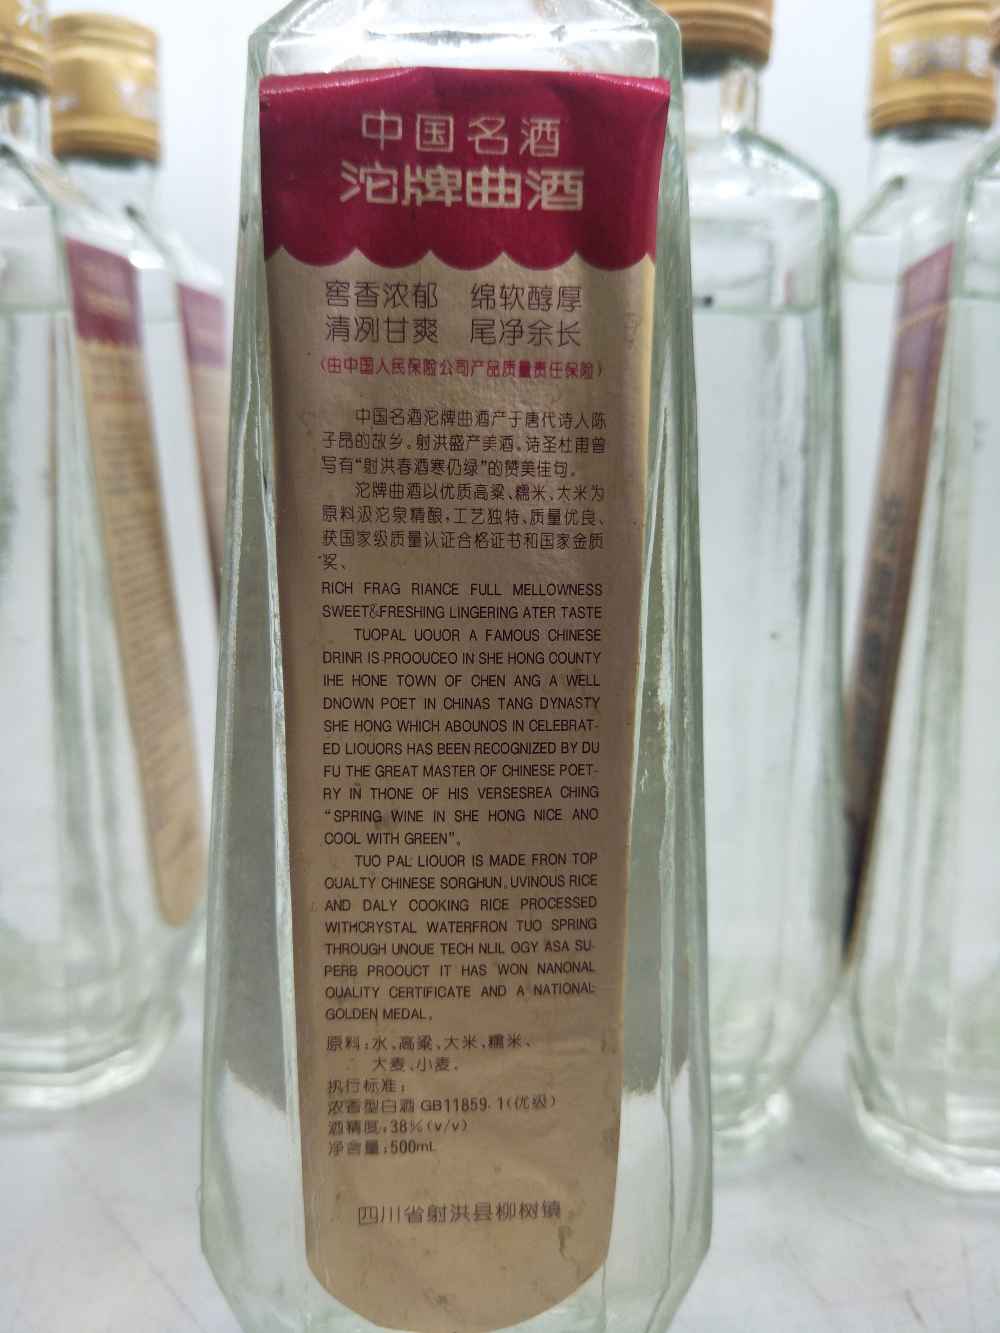 中国名酒
沱牌曲酒
窖香浓郁 绵软醇厚
清冽甘爽 尾净余长
(由中国人民保险公司产品质量责任保险)
中国名酒沱牌曲酒产于唐代诗人陈
子昂的故乡。射洪盛产美酒。诗圣杜甫曾
写有“射洪春酒寒仍绿”的赞美佳句。
沱牌曲酒以优质高粱、糯米、大米为
原料汲沱泉精酿,工艺独特、质量优良、
获国家级质量认证合格证书和国家金质
奖、
RICH FRAG RIANCE FULL MELLOWNESS
SWEET&FRESHING LINGERING ATER TASTE
TUOPAL UOUOR A FAMOUS CHINESE
DRINR IS PROOUCEO IN SHE HONG COUNTY
IHE HONE TOWN OF CHEN ANG A WELL
DNOWN POET IN CHINAS TANG DYNASTY
SHE HONG WHICH ABOUNOS IN CELEBRAT-
ED LIOUORS HAS BEEN RECOGNIZED BY DU
FU THE GREAT MASTER OF CHINESE POET-
RY IN THONE OF HIS VERSESREA CHING
“SPRING WINE IN SHE HONG NICE ANO
COOL WITH GREEN”。
TUO PAL LIOUOR IS MADE FRON TOP
OUALTY CHINESE SORGHUN, UVINOUS RICE
AND DALY COOKING RICE PROCESSED
WITHCRYSTAL WATERFRON TUO SPRING
THROUGH UNOUE TECH NLIL OGY ASA SU-
PERB PROOUCT IT HAS WON NANONAL
OUALITY CERTIFICATE AND A NATIONAL
GOLDEN MEDAL。
原料:水、高粱、大米、糯米、
大麦、小麦。
执行标准:
浓香型白酒 GB11859.1(优级)
酒精度:38%(v/v)
净含量:500mL
四川省射洪县柳树镇